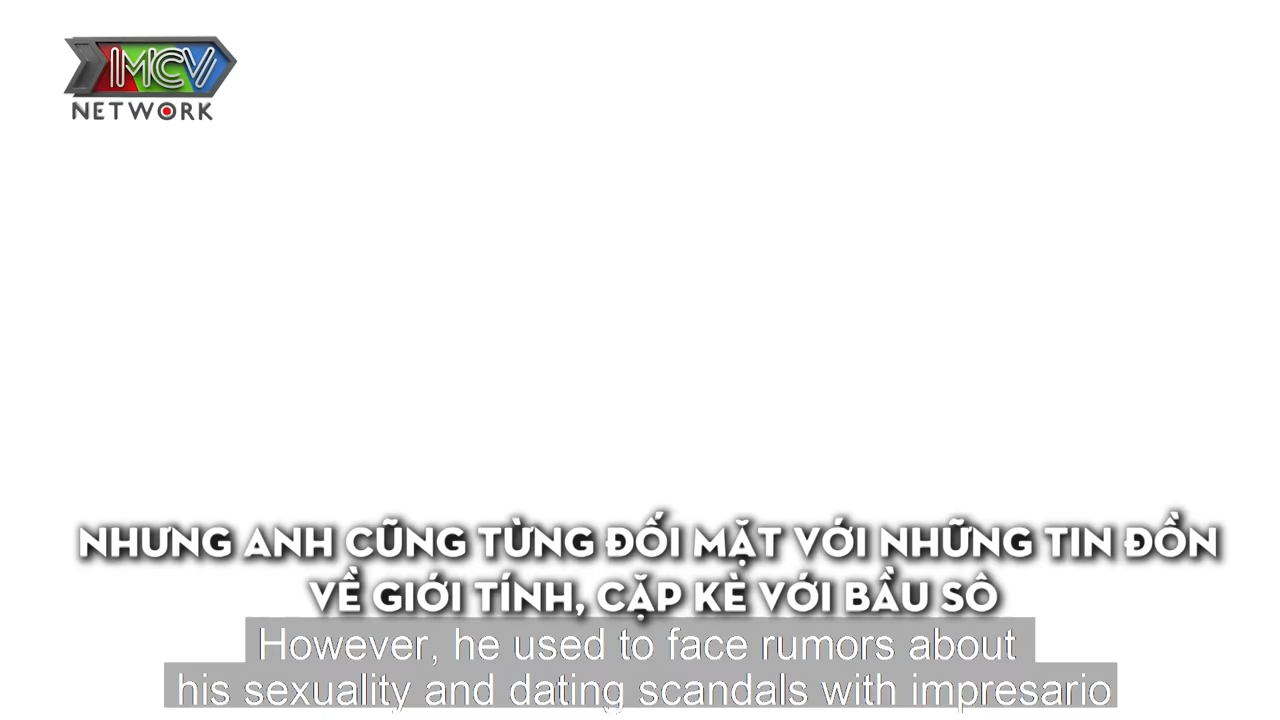 MCV
NETWORK
NHƯNG ANH CŨNG TỪNG ĐỐI MẶT VỚI NHỮNG TIN ĐỒN
VỀ GIỚI TÍNH, CẶP KÈ VỚI BẦU SÔ
However, he used to face rumors about
his sexuality and dating scandals with impresario